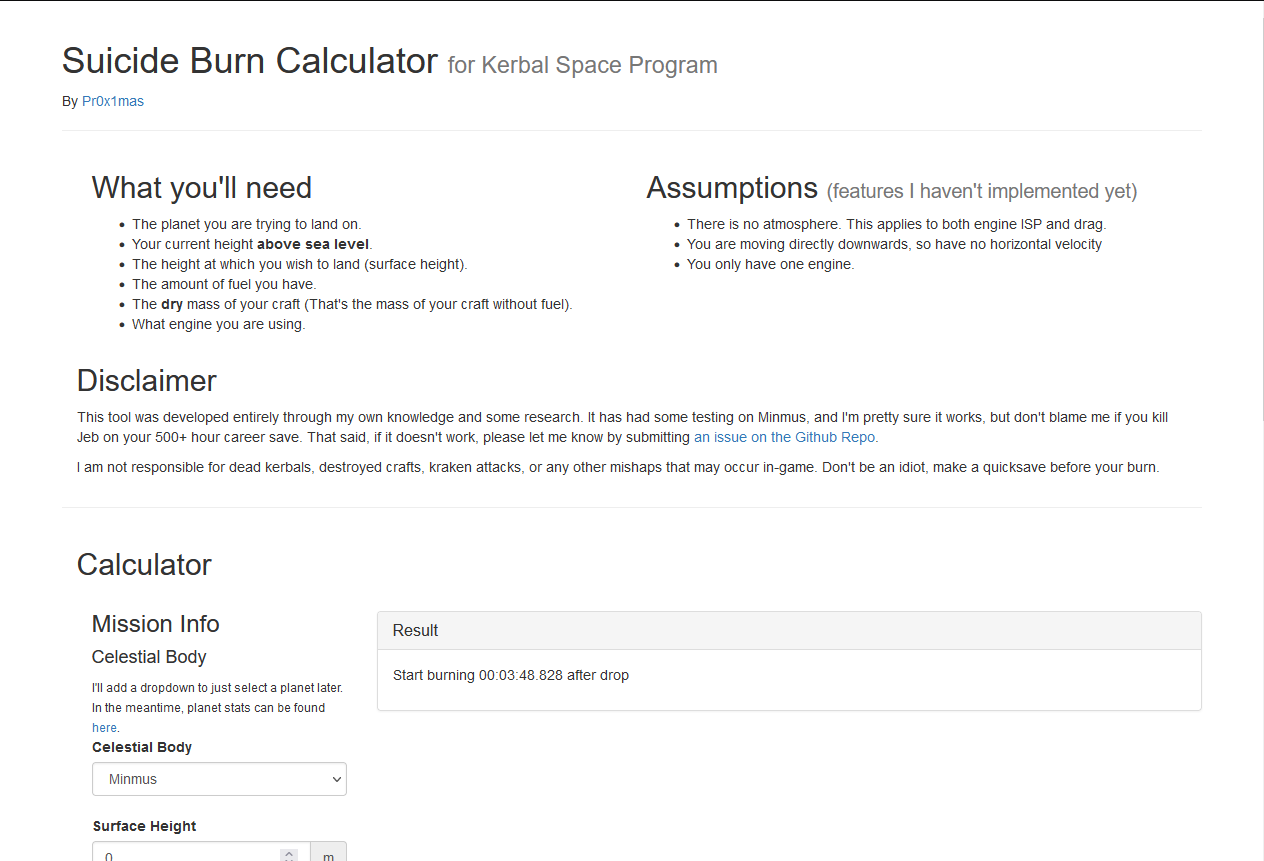 Suicide Burn Calculator for Kerbal Space Program
By Pr0x1mas
What you'll need
The planet you are trying to land on.
Your current height above sea level.
The height at which you wish to land (surface height).
The amount of fuel you have.
The dry mass of your craft (That's the mass of your craft without fuel).
What engine you are using.
Assumptions (features I haven't implemented yet)
There is no atmosphere. This applies to both engine ISP and drag.
You are moving directly downwards, so have no horizontal velocity
You only have one engine.
Disclaimer
This tool was developed entirely through my own knowledge and some research. It has had some testing on Minmus, and I'm pretty sure it works, but don't blame me if you kill
Jeb on your 500+ hour career save. That said, if it doesn't work, please let me know by submitting an issue on the Github Repo.
I am not responsible for dead kerbals, destroyed crafts, kraken attacks, or any other mishaps that may occur in-game. Don't be an idiot, make a quicksave before your burn.
Calculator
Mission Info
Celestial Body
I'll add a dropdown to just select a planet later.
In the meantime, planet stats can be found
here.
Celestial Body
Minmus
Surface Height
0 m
Result
Start burning 00:03:48.828 after drop